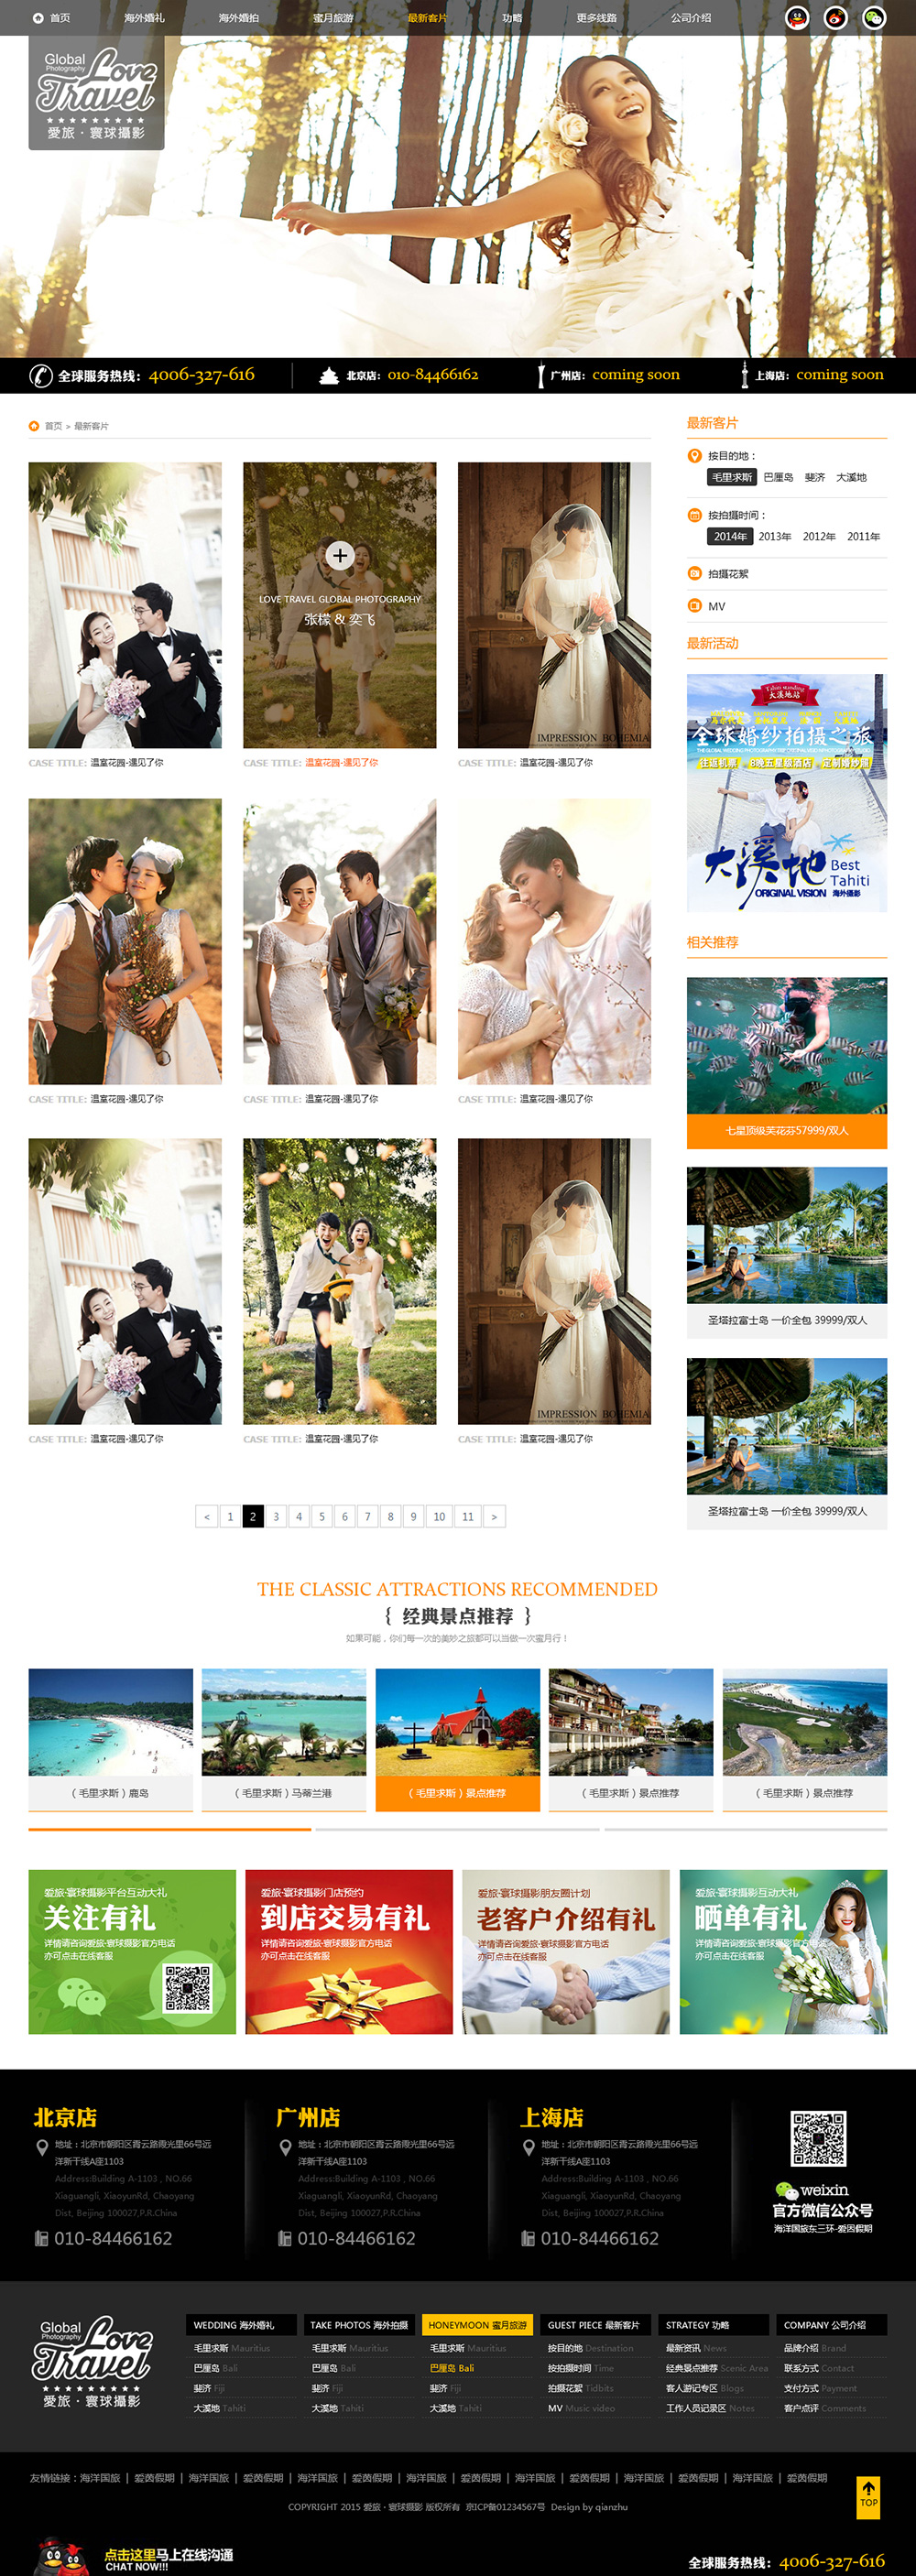 首页 海外婚礼 海外婚拍 蜜月旅游 最新客片 功略 更多线路 公司介绍
Global
Photography
Love
Travel
愛旅·寰球攝影
全球服务热线：4006-327-616 北京店：010-84466162 广州店：coming soon 上海店：coming soon
首页 > 最新客片
LOVE TRAVEL GLOBAL PHOTOGRAPHY
张檬 & 奕飞
IMPRESSION BOHEMIA
CASE TITLE: 温室花园-遇见了你
CASE TITLE: 温室花园-遇见了你
CASE TITLE: 温室花园-遇见了你
CASE TITLE: 温室花园-遇见了你
CASE TITLE: 温室花园-遇见了你
CASE TITLE: 温室花园-遇见了你
IMPRESSION BOHEMIA
CASE TITLE: 温室花园-遇见了你
CASE TITLE: 温室花园-遇见了你
CASE TITLE: 温室花园-遇见了你
< 1 2 3 4 5 6 7 8 9 10 11 >
最新客片
按目的地：
毛里求斯 巴厘岛 斐济 大溪地
按拍摄时间：
2014年 2013年 2012年 2011年
拍摄花絮
MV
最新活动
Tahiti standing
大溪地站
全球婚纱拍摄之旅
往返机票 + 8晚五星级酒店 + 定制婚纱照
大溪地
Best
Tahiti
ORIGINAL VISION 海外摄影
相关推荐
七星顶级芙花芬57999/双人
圣塔拉富士岛 一价全包 39999/双人
圣塔拉富士岛 一价全包 39999/双人
THE CLASSIC ATTRACTIONS RECOMMENDED
{ 经典景点推荐 }
如果可能，你们每一次的美妙之旅都可以当做一次蜜月行！
（毛里求斯）鹿岛
（毛里求斯）马蒂兰港
（毛里求斯）景点推荐
（毛里求斯）景点推荐
（毛里求斯）景点推荐
爱旅·寰球摄影平台互动大礼
关注有礼
详情请咨询爱旅·寰球摄影官方电话
亦可点击在线客服
爱旅·寰球摄影门店预约
到店交易有礼
详情请咨询爱旅·寰球摄影官方电话
亦可点击在线客服
爱旅·寰球摄影朋友圈计划
老客户介绍有礼
详情请咨询爱旅·寰球摄影官方电话
亦可点击在线客服
爱旅·寰球摄影互动大礼
晒单有礼
详情请咨询爱旅·寰球摄影官方电话
亦可点击在线客服
北京店
地址：北京市朝阳区霄云路霞光里66号远
洋新干线A座1103
Address:Building A-1103 , NO.66
Xiaguangli, XiaoyunRd, Chaoyang
Dist, Beijing 100027,P.R.China
010-84466162
广州店
地址：北京市朝阳区霄云路霞光里66号远
洋新干线A座1103
Address:Building A-1103 , NO.66
Xiaguangli, XiaoyunRd, Chaoyang
Dist, Beijing 100027,P.R.China
010-84466162
上海店
地址：北京市朝阳区霄云路霞光里66号远
洋新干线A座1103
Address:Building A-1103 , NO.66
Xiaguangli, XiaoyunRd, Chaoyang
Dist, Beijing 100027,P.R.China
010-84466162
weixin
官方微信公众号
海洋国旅东三环-爱因假期
Global
Photography
Love
Travel
愛旅·寰球攝影
WEDDING 海外婚礼
毛里求斯 Mauritius
巴厘岛 Bali
斐济 Fiji
大溪地 Tahiti
TAKE PHOTOS 海外拍摄
毛里求斯 Mauritius
巴厘岛 Bali
斐济 Fiji
大溪地 Tahiti
HONEYMOON 蜜月旅游
毛里求斯 Mauritius
巴厘岛 Bali
斐济 Fiji
大溪地 Tahiti
GUEST PIECE 最新客片
按目的地 Destination
按拍摄时间 Time
拍摄花絮 Tidbits
MV Music video
STRATEGY 功略
最新资讯 News
经典景点推荐 Scenic Area
客人游记专区 Blogs
工作人员记录区 Notes
COMPANY 公司介绍
品牌介绍 Brand
联系方式 Contact
支付方式 Payment
客户点评 Comments
友情链接：海洋国旅 | 爱茵假期 | 海洋国旅 | 爱茵假期 | 海洋国旅 | 爱茵假期 | 海洋国旅 | 爱茵假期 | 海洋国旅 | 爱茵假期 | 海洋国旅 | 爱茵假期 | 海洋国旅 | 爱茵假期
COPYRIGHT 2015 爱旅·寰球摄影 版权所有 京ICP备01234567号 Design by qianzhu
TOP
点击这里马上在线沟通
CHAT NOW!!!
全球服务热线：4006-327-616